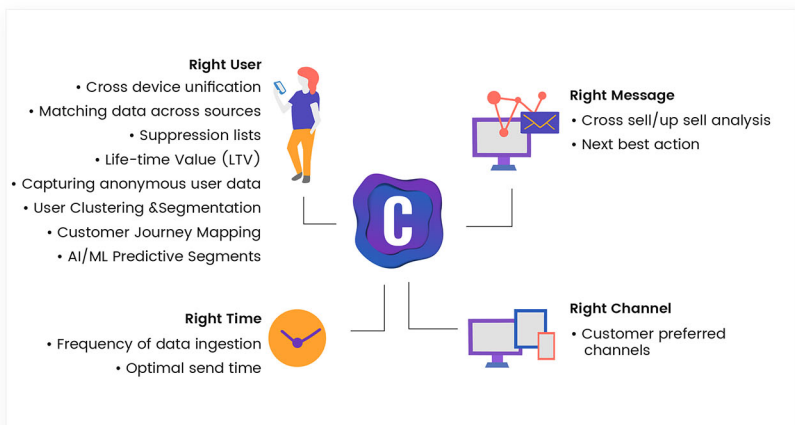 Right User
• Cross device unification
• Matching data across sources
• Suppression lists
• Life-time Value (LTV)
• Capturing anonymous user data
• User Clustering &Segmentation
• Customer Journey Mapping
• AI/ML Predictive Segments
Right Message
• Cross sell/up sell analysis
• Next best action
C
Right Time
• Frequency of data ingestion
• Optimal send time
Right Channel
• Customer preferred
channels